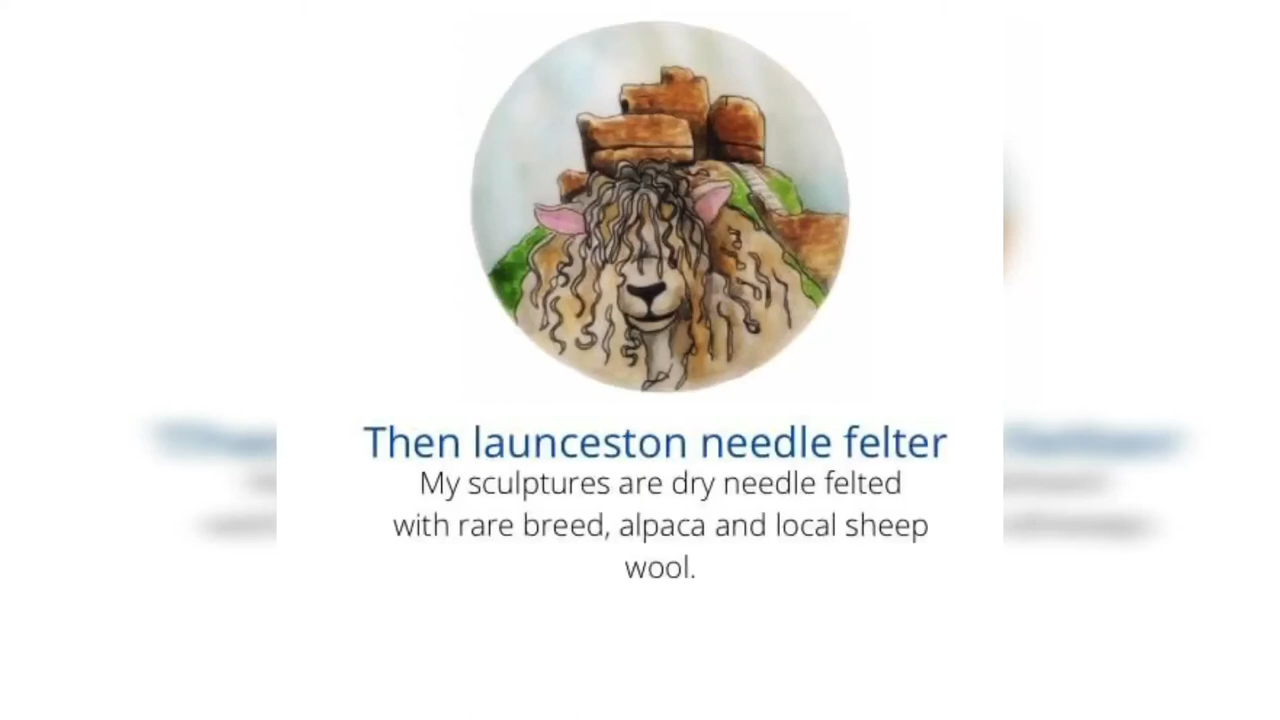 Then launceston needle felter
My sculptures are dry needle felted
with rare breed, alpaca and local sheep
wool.